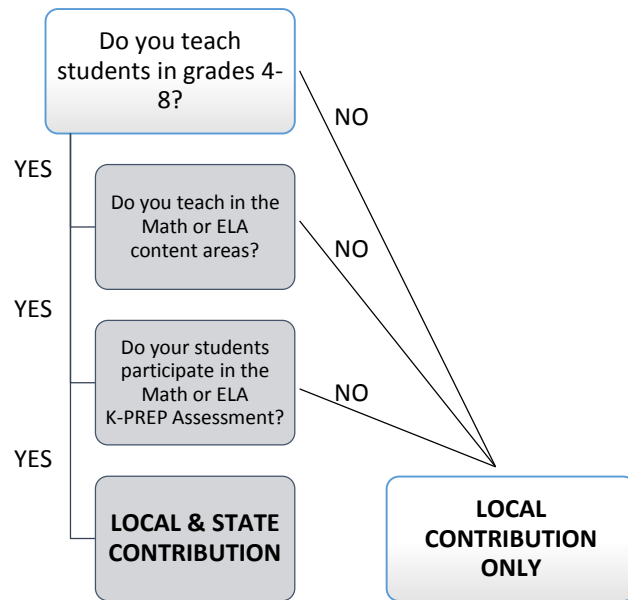 Do you teach
students in grades 4-
8?
NO
YES
Do you teach in the
Math or ELA
content areas?
NO
YES
Do your students
participate in the
Math or ELA
K-PREP Assessment?
NO
YES
LOCAL & STATE
CONTRIBUTION
LOCAL
CONTRIBUTION
ONLY